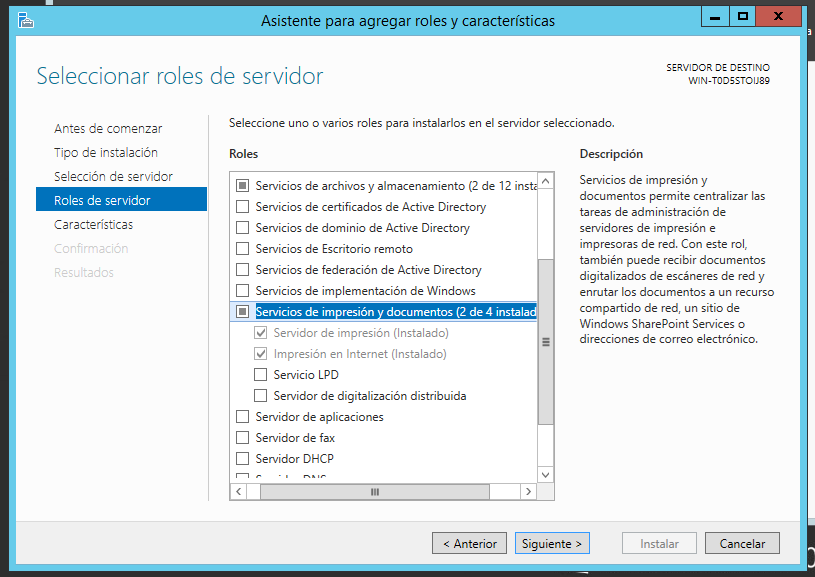 Asistente para agregar roles y características
Seleccionar roles de servidor
SERVIDOR DE DESTINO
WIN-T0D5STOIJ89
Antes de comenzar
Tipo de instalación
Selección de servidor
Roles de servidor
Características
Confirmación
Resultados
Seleccione uno o varios roles para instalarlos en el servidor seleccionado.
Roles
Servicios de archivos y almacenamiento (2 de 12 insta
Servicios de certificados de Active Directory
Servicios de dominio de Active Directory
Servicios de Escritorio remoto
Servicios de federación de Active Directory
Servicios de implementación de Windows
Servicios de impresión y documentos (2 de 4 instalad
Servidor de impresión (Instalado)
Impresión en Internet (Instalado)
Servicio LPD
Servidor de digitalización distribuida
Servidor de aplicaciones
Servidor de fax
Servidor DHCP
Descripción
Servicios de impresión y
documentos permite centralizar las
tareas de administración de
servidores de impresión e
impresoras de red. Con este rol,
también puede recibir documentos
digitalizados de escáneres de red y
enrutar los documentos a un recurso
compartido de red, un sitio de
Windows SharePoint Services o
direcciones de correo electrónico.
< Anterior
Siguiente >
Instalar
Cancelar